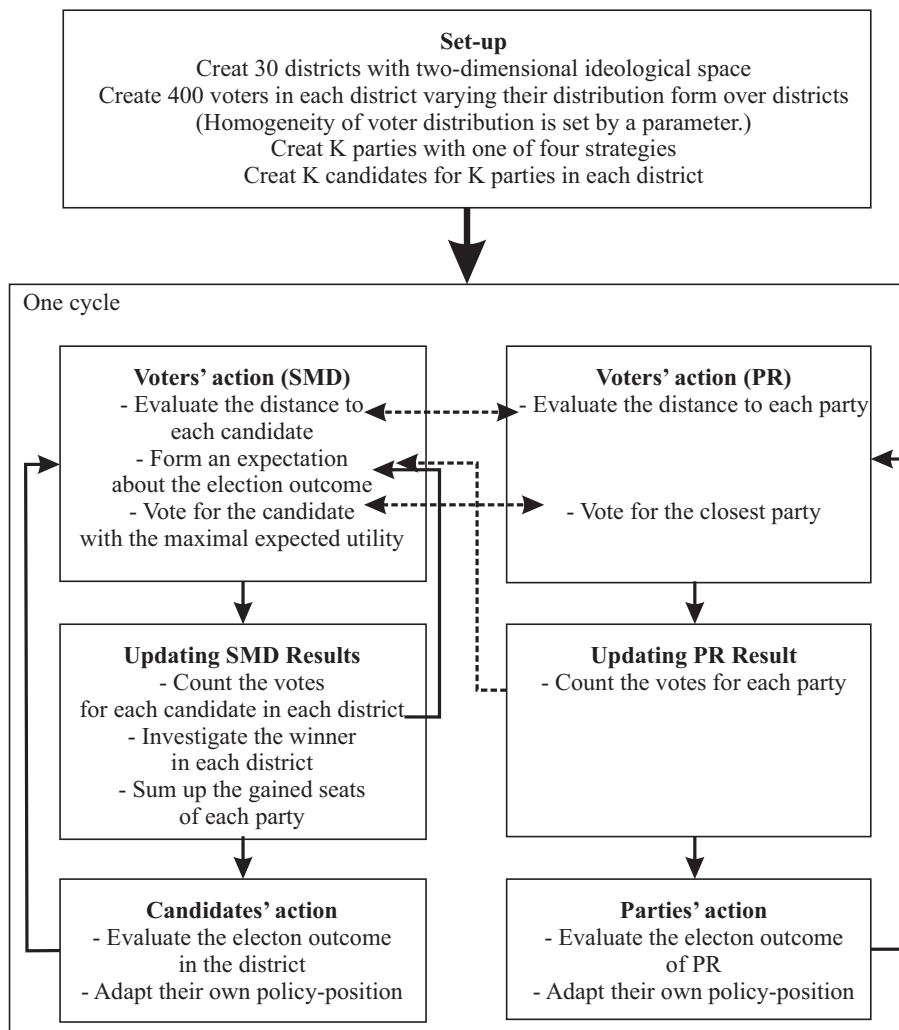 Set-up
Creat 30 districts with two-dimensional ideological space
Create 400 voters in each district varying their distribution form over districts
(Homogeneity of voter distribution is set by a parameter.)
Creat K parties with one of four strategies
Creat K candidates for K parties in each district
One cycle
Voters' action (SMD)
- Evaluate the distance to
each candidate
- Form an expectation
about the election outcome
- Vote for the candidate
with the maximal expected utility
Voters' action (PR)
- Evaluate the distance to each party
- Vote for the closest party
Updating SMD Results
- Count the votes
for each candidate in each district
- Investigate the winner
in each district
- Sum up the gained seats
of each party
Updating PR Result
- Count the votes for each party
Candidates' action
- Evaluate the electon outcome
in the district
- Adapt their own policy-position
Parties' action
- Evaluate the electon outcome
of PR
- Adapt their own policy-position